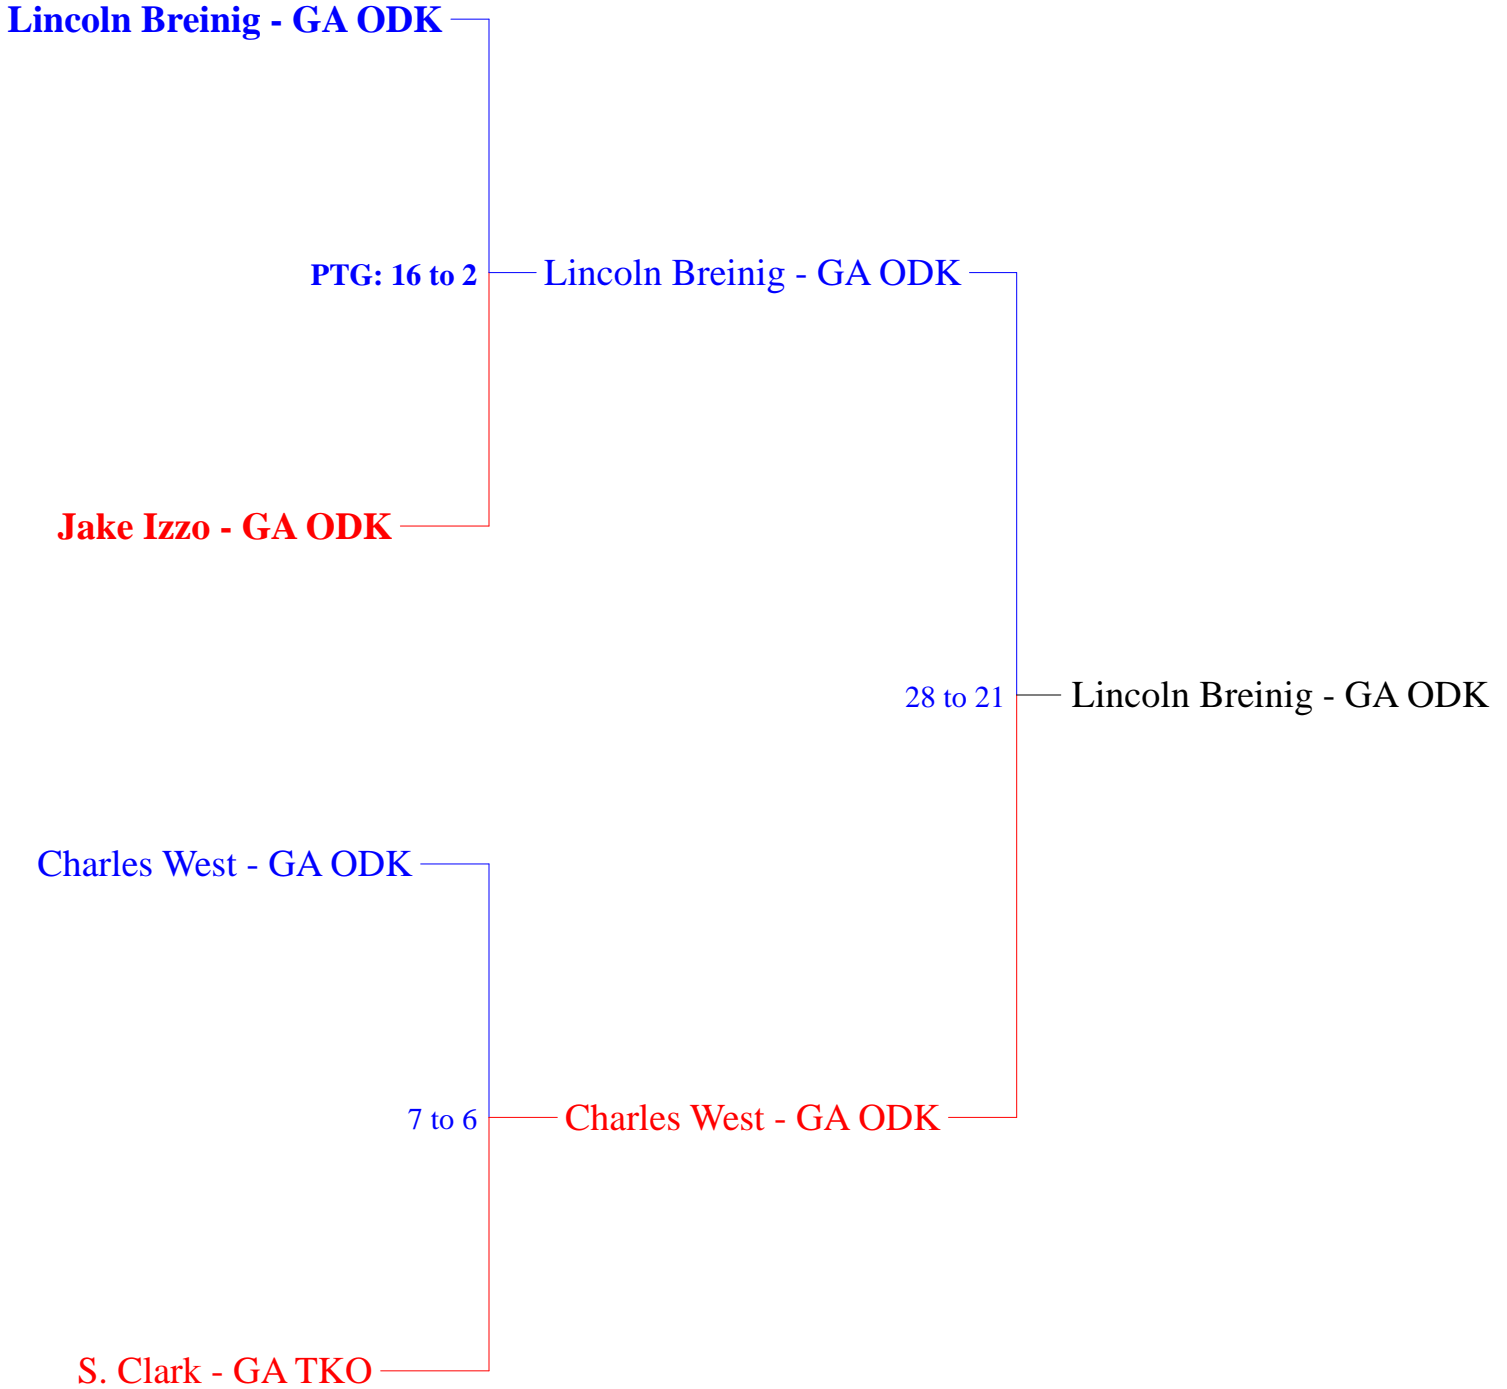 Lincoln Breinig - GA ODK
PTG: 16 to 2
Lincoln Breinig - GA ODK
Jake Izzo - GA ODK
28 to 21
Lincoln Breinig - GA ODK
Charles West - GA ODK
7 to 6
Charles West - GA ODK
S. Clark - GA TKO